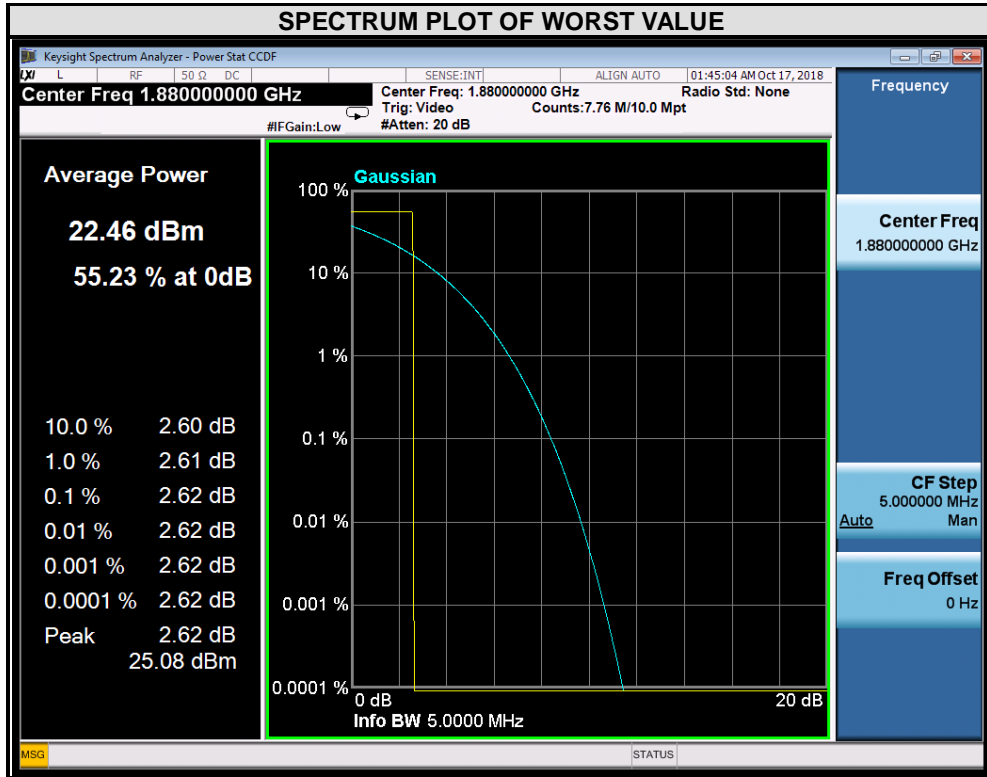 SPECTRUM PLOT OF WORST VALUE
Keysight Spectrum Analyzer - Power Stat CCDF
LXI L RF 50 Ω DC SENSE:INT ALIGN AUTO 01:45:04 AM Oct 17, 2018
Center Freq 1.880000000 GHz
#IFGain:Low
Center Freq: 1.880000000 GHz Radio Std: None
Trig: Video Counts:7.76 M/10.0 Mpt
#Atten: 20 dB
Average Power
22.46 dBm
55.23 % at 0dB
10.0 % 2.60 dB
1.0 % 2.61 dB
0.1 % 2.62 dB
0.01 % 2.62 dB
0.001 % 2.62 dB
0.0001 % 2.62 dB
Peak 2.62 dB
25.08 dBm
Gaussian
100 %
10 %
1 %
0.1 %
0.01 %
0.001 %
0.0001 %
0 dB 20 dB
Info BW 5.0000 MHz
Frequency
Center Freq
1.880000000 GHz
CF Step
5.000000 MHz
Auto Man
Freq Offset
0 Hz
MSG STATUS